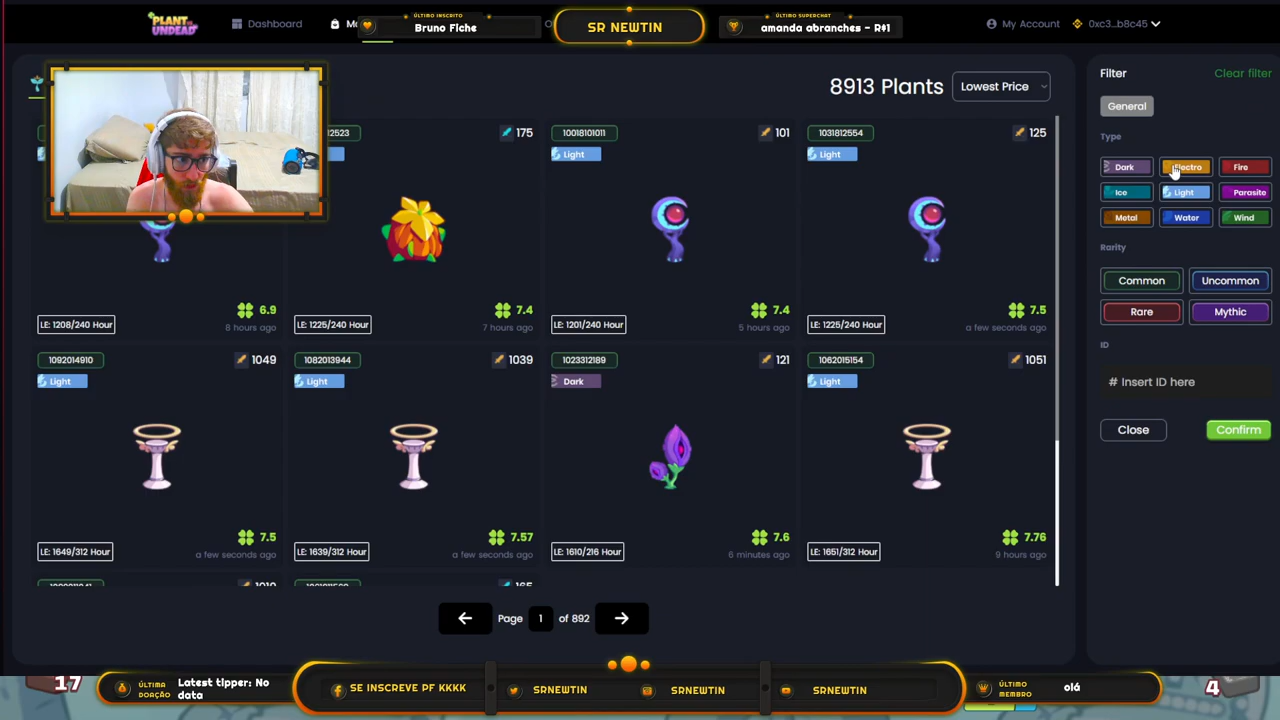 PLANT vs UNDEAD
Dashboard
ÚLTIMO INSCRITO
Bruno Fiche
SR NEWTIN
ÚLTIMO SUPERCHAT
amanda abranches - R$1
My Account
0xc3...b8c45
8913 Plants
Lowest Price
175
Light
7.4
LE: 1225/240 Hour
7 hours ago
10018101011
101
Light
7.4
LE: 1201/240 Hour
5 hours ago
1031812554
125
Light
7.5
LE: 1225/240 Hour
a few seconds ago
6.9
LE: 1208/240 Hour
8 hours ago
1092014910
1049
Light
7.5
LE: 1649/312 Hour
a few seconds ago
1082013944
1039
Light
7.57
LE: 1639/312 Hour
a few seconds ago
1023312189
121
Dark
7.6
LE: 1610/216 Hour
6 minutes ago
1062015154
1051
Light
7.76
LE: 1651/312 Hour
9 hours ago
Page 1 of 892
Filter
Clear filter
General
Type
Dark
Electro
Fire
Ice
Light
Parasite
Metal
Water
Wind
Rarity
Common
Uncommon
Rare
Mythic
ID
# Insert ID here
Close
Confirm
17
ÚLTIMA DOAÇÃO
Latest tipper: No data
SE INSCREVE PF KKKK
SRNEWTIN
SRNEWTIN
SRNEWTIN
ÚLTIMO MEMBRO
olá
4